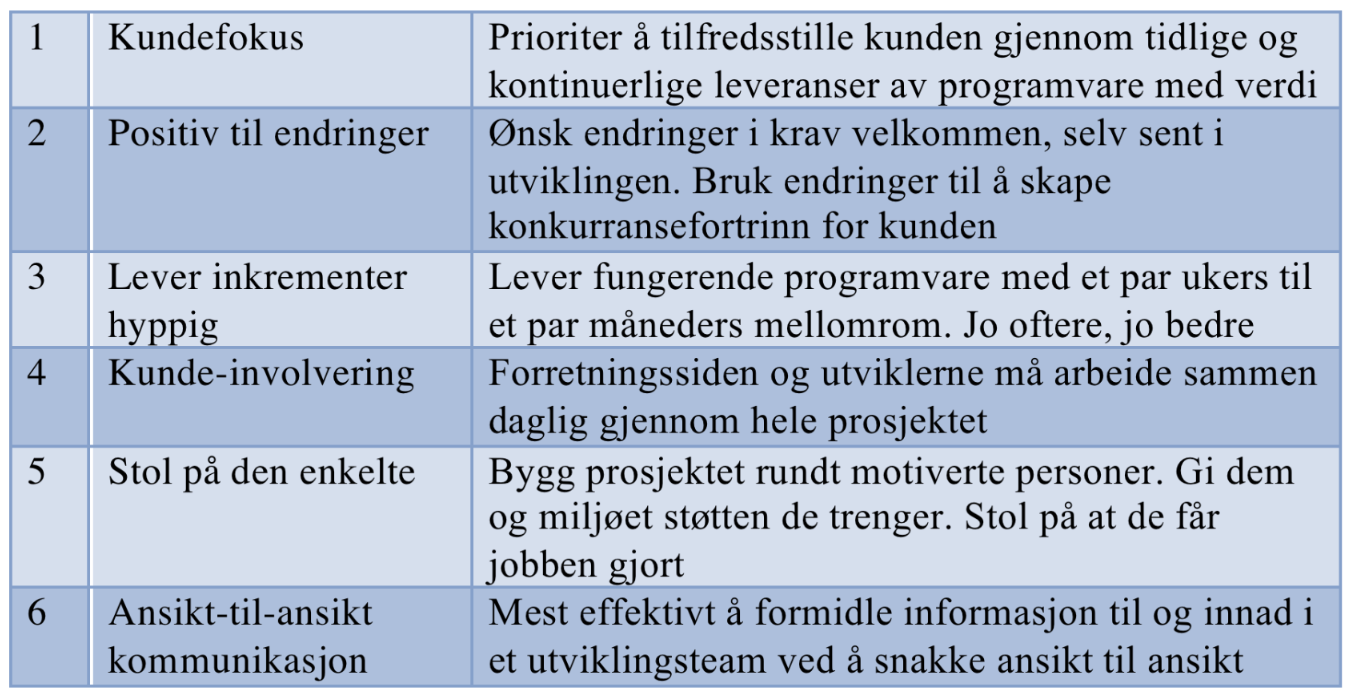 1 Kundefokus Prioriter å tilfredsstille kunden gjennom tidlige og
kontinuerlige leveranser av programvare med verdi
2 Positiv til endringer Ønsk endringer i krav velkommen, selv sent i
utviklingen. Bruk endringer til å skape
konkurransefortrinn for kunden
3 Lever inkrementer Lever fungerende programvare med et par ukers til
hyppig et par måneders mellomrom. Jo oftere, jo bedre
4 Kunde-involvering Forretningssiden og utviklerne må arbeide sammen
daglig gjennom hele prosjektet
5 Stol på den enkelte Bygg prosjektet rundt motiverte personer. Gi dem
og miljøet støtten de trenger. Stol på at de får
jobben gjort
6 Ansikt-til-ansikt Mest effektivt å formidle informasjon til og innad i
kommunikasjon et utviklingsteam ved å snakke ansikt til ansikt